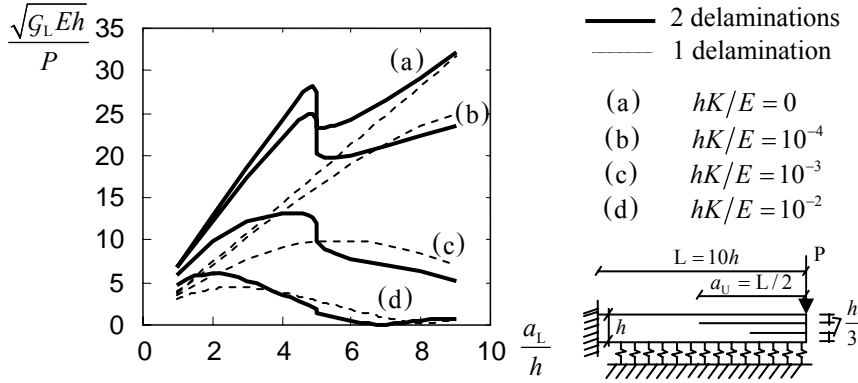 √G_L Eh / P
35
30
25
20
15
10
5
0
0 2 4 6 8 10
a_L / h
(a)
(b)
(c)
(d)
2 delaminations
1 delamination
(a) hK/E = 0
(b) hK/E = 10⁻⁴
(c) hK/E = 10⁻³
(d) hK/E = 10⁻²
P
L = 10h
a_U = L/2
h
h/3